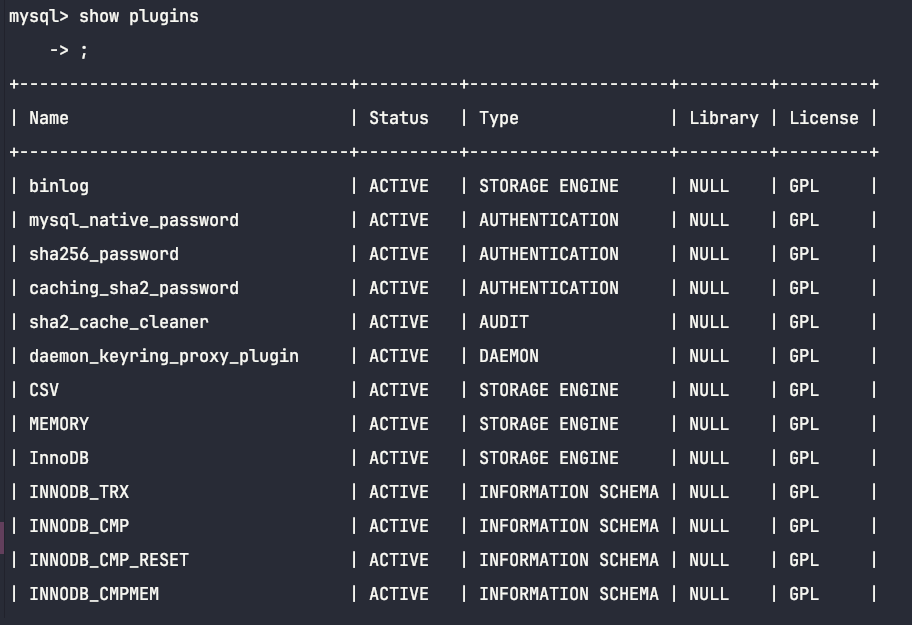 mysql> show plugins
    -> ;
+---------------------------------+----------+--------------------+---------+---------+
| Name                            | Status   | Type               | Library | License |
+---------------------------------+----------+--------------------+---------+---------+
| binlog                          | ACTIVE   | STORAGE ENGINE     | NULL    | GPL     |
| mysql_native_password           | ACTIVE   | AUTHENTICATION     | NULL    | GPL     |
| sha256_password                 | ACTIVE   | AUTHENTICATION     | NULL    | GPL     |
| caching_sha2_password           | ACTIVE   | AUTHENTICATION     | NULL    | GPL     |
| sha2_cache_cleaner              | ACTIVE   | AUDIT              | NULL    | GPL     |
| daemon_keyring_proxy_plugin     | ACTIVE   | DAEMON             | NULL    | GPL     |
| CSV                             | ACTIVE   | STORAGE ENGINE     | NULL    | GPL     |
| MEMORY                          | ACTIVE   | STORAGE ENGINE     | NULL    | GPL     |
| InnoDB                          | ACTIVE   | STORAGE ENGINE     | NULL    | GPL     |
| INNODB_TRX                      | ACTIVE   | INFORMATION SCHEMA | NULL    | GPL     |
| INNODB_CMP                      | ACTIVE   | INFORMATION SCHEMA | NULL    | GPL     |
| INNODB_CMP_RESET                | ACTIVE   | INFORMATION SCHEMA | NULL    | GPL     |
| INNODB_CMPMEM                   | ACTIVE   | INFORMATION SCHEMA | NULL    | GPL     |